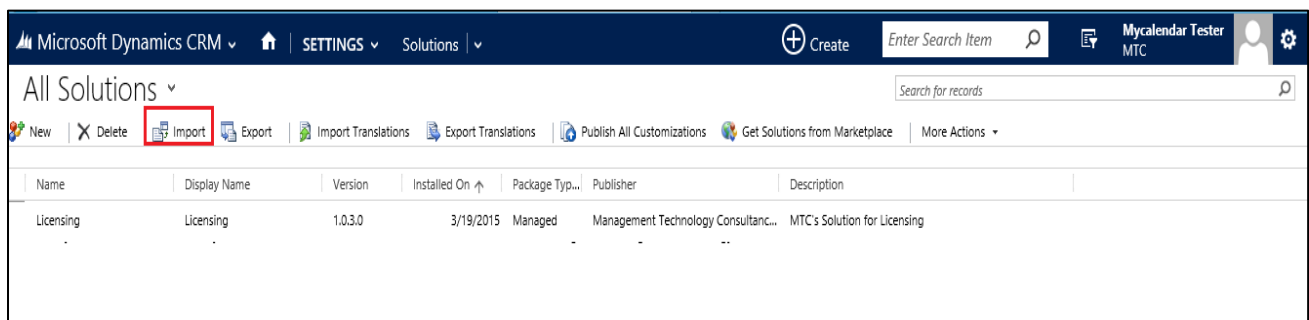 Microsoft Dynamics CRM SETTINGS Solutions Create Enter Search Item Mycalendar Tester
MTC
All Solutions Search for records
New Delete Import Export Import Translations Export Translations Publish All Customizations Get Solutions from Marketplace More Actions
Name Display Name Version Installed On Package Typ... Publisher Description
Licensing Licensing 1.0.3.0 3/19/2015 Managed Management Technology Consultanc... MTC's Solution for Licensing